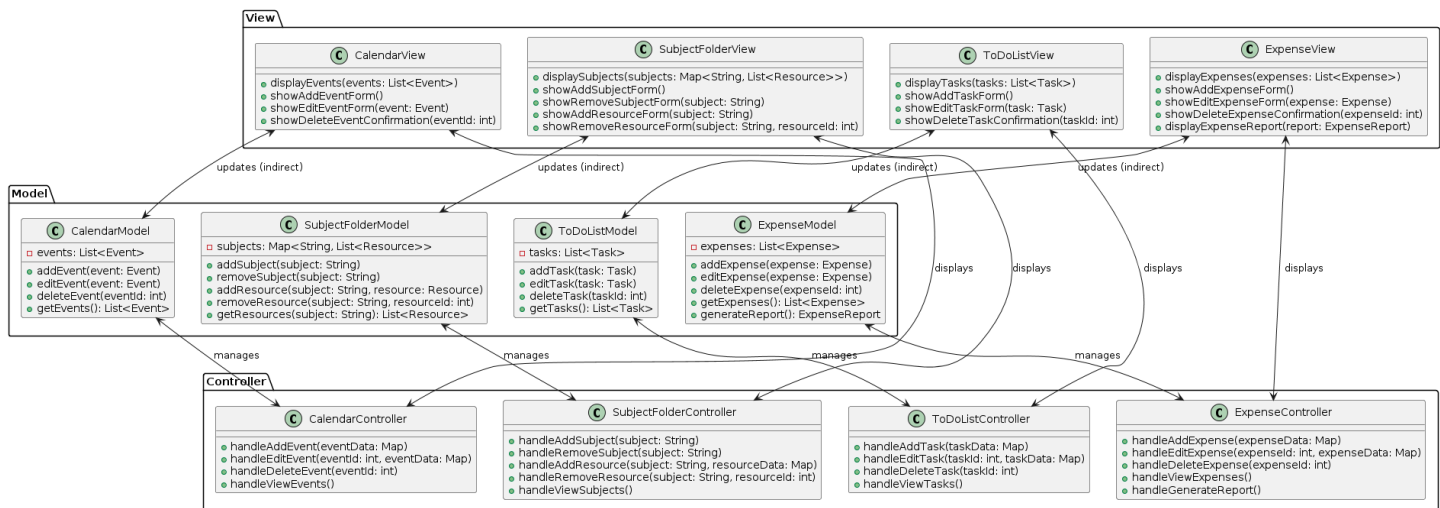 View
C CalendarView
displayEvents(events: List<Event>)
showAddEventForm()
showEditEventForm(event: Event)
showDeleteEventConfirmation(eventId: int)
C SubjectFolderView
displaySubjects(subjects: Map<String, List<Resource>>)
showAddSubjectForm()
showRemoveSubjectForm(subject: String)
showAddResourceForm(subject: String)
showRemoveResourceForm(subject: String, resourceId: int)
C ToDoListView
displayTasks(tasks: List<Task>)
showAddTaskForm()
showEditTaskForm(task: Task)
showDeleteTaskConfirmation(taskId: int)
C ExpenseView
displayExpenses(expenses: List<Expense>)
showAddExpenseForm()
showEditExpenseForm(expense: Expense)
showDeleteExpenseConfirmation(expenseId: int)
displayExpenseReport(report: ExpenseReport)
updates (indirect)
updates (indirect)
updates (indirect)
updates (indirect)
Model
C CalendarModel
events: List<Event>
addEvent(event: Event)
editEvent(event: Event)
deleteEvent(eventId: int)
getEvents(): List<Event>
C SubjectFolderModel
subjects: Map<String, List<Resource>>
addSubject(subject: String)
removeSubject(subject: String)
addResource(subject: String, resource: Resource)
removeResource(subject: String, resourceId: int)
getResources(subject: String): List<Resource>
C ToDoListModel
tasks: List<Task>
addTask(task: Task)
editTask(task: Task)
deleteTask(taskId: int)
getTasks(): List<Task>
C ExpenseModel
expenses: List<Expense>
addExpense(expense: Expense)
editExpense(expense: Expense)
deleteExpense(expenseId: int)
getExpenses(): List<Expense>
generateReport(): ExpenseReport
displays
displays
displays
displays
manages
manages
manages
manages
Controller
C CalendarController
handleAddEvent(eventData: Map)
handleEditEvent(eventId: int, eventData: Map)
handleDeleteEvent(eventId: int)
handleViewEvents()
C SubjectFolderController
handleAddSubject(subject: String)
handleRemoveSubject(subject: String)
handleAddResource(subject: String, resourceData: Map)
handleRemoveResource(subject: String, resourceId: int)
handleViewSubjects()
C ToDoListController
handleAddTask(taskData: Map)
handleEditTask(taskId: int, taskData: Map)
handleDeleteTask(taskId: int)
handleViewTasks()
C ExpenseController
handleAddExpense(expenseData: Map)
handleEditExpense(expenseId: int, expenseData: Map)
handleDeleteExpense(expenseId: int)
handleViewExpenses()
handleGenerateReport()